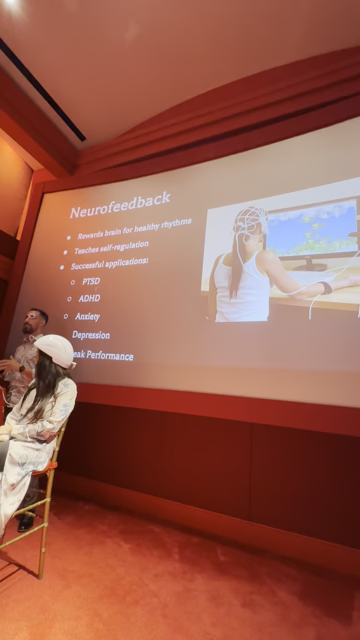 Neurofeedback
Rewards brain for healthy rhythms
Teaches self-regulation
Successful applications:
PTSD
ADHD
Anxiety
Depression
eak Performance